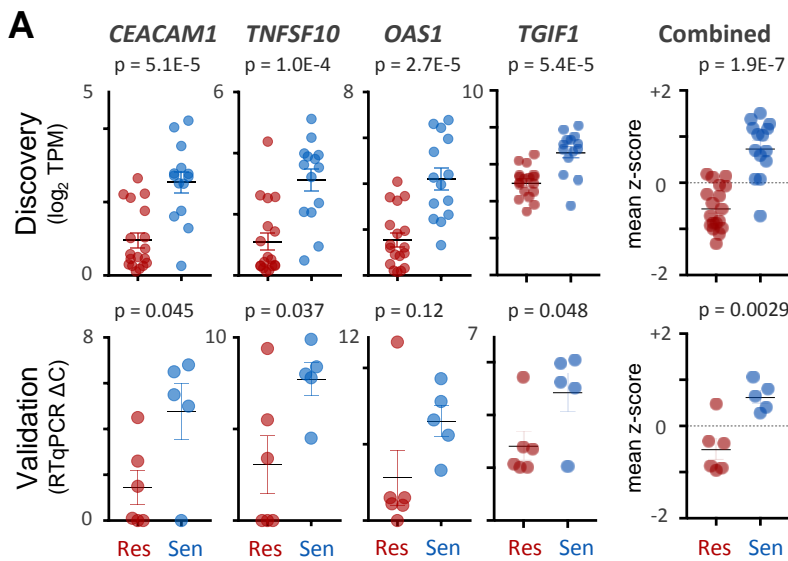 A
CEACAM1 TNFSF10 OAS1 TGIF1 Combined
p = 5.1E-5 p = 1.0E-4 p = 2.7E-5 p = 5.4E-5 p = 1.9E-7
5 6 8 10 +2
Discovery
(log2 TPM)
mean z-score
0
0 0 0 0 -2
p = 0.045 p = 0.037 p = 0.12 p = 0.048 p = 0.0029
8 10 12 7 +2
Validation
(RTqPCR ΔC)
mean z-score
0
0 -2
Res Sen Res Sen Res Sen Res Sen Res Sen